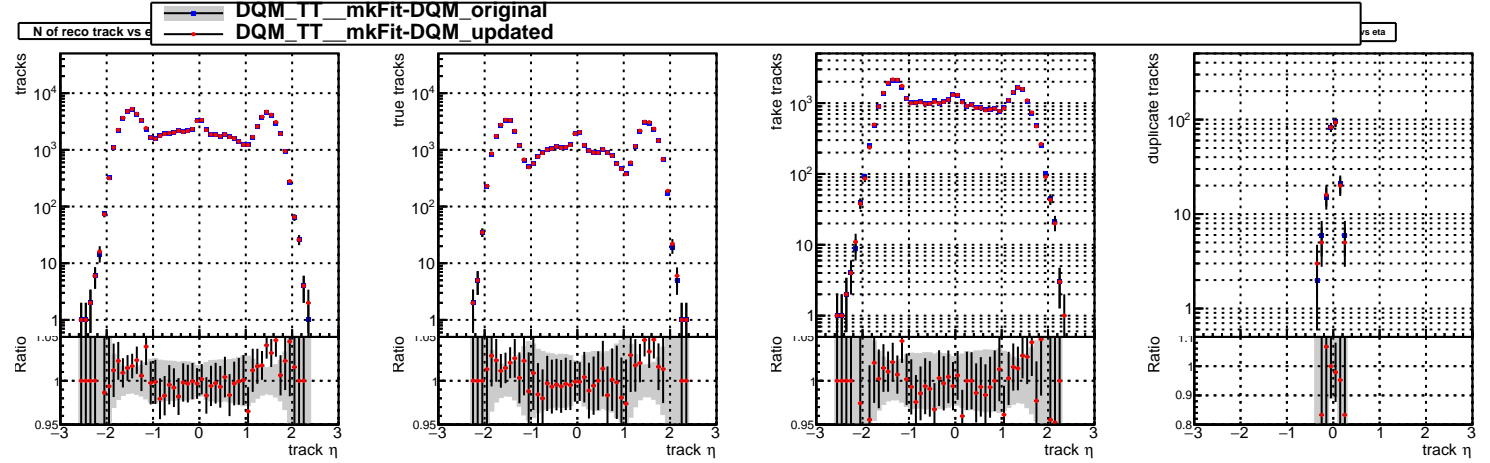 DQM_TT__mkFit-DQM_original
DQM_TT__mkFit-DQM_updated
N of reco track vs e
vs eta
tracks
10⁴
10³
10²
10
1
Ratio
1.05
1
0.95
−3 −2 −1 0 1 2 3
track η
true tracks
10⁴
10³
10²
10
1
Ratio
1.05
1
0.95
−3 −2 −1 0 1 2 3
track η
fake tracks
10³
10²
10
1
Ratio
1.05
1
0.95
−3 −2 −1 0 1 2 3
track η
duplicate tracks
10²
10
1
Ratio
1.1
1
0.9
0.8
−3 −2 −1 0 1 2 3
track η